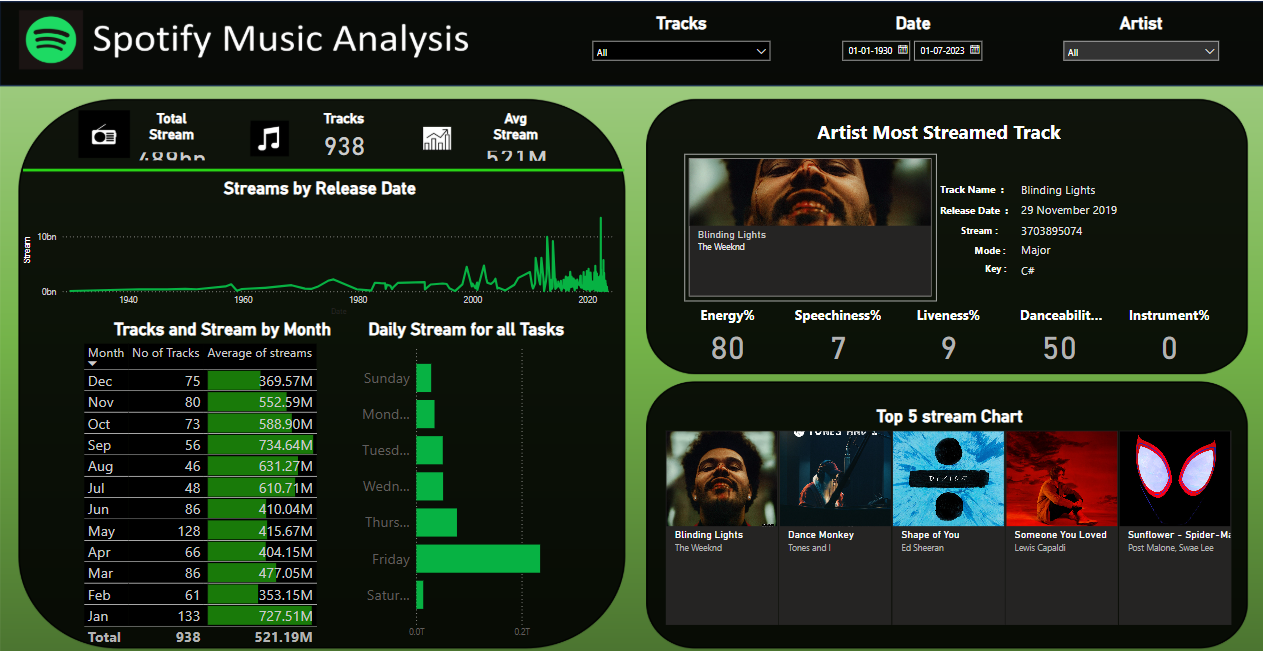 Spotify Music Analysis
Tracks
All
Date
01-01-1930
01-07-2023
Artist
All
Total
Stream
489bn
Tracks
938
Avg
Stream
521M
Streams by Release Date
Stream
10bn
0bn
1940
1960
1980
2000
2020
Date
Tracks and Stream by Month
Month No of Tracks Average of streams
Dec 75 369.57M
Nov 80 552.59M
Oct 73 588.90M
Sep 56 734.64M
Aug 46 631.27M
Jul 48 610.71M
Jun 86 410.04M
May 128 415.67M
Apr 66 404.15M
Mar 86 477.05M
Feb 61 353.15M
Jan 133 727.51M
Total 938 521.19M
Daily Stream for all Tasks
Sunday
Mond...
Tuesd...
Wedn...
Thurs...
Friday
Satur...
0.0T
0.2T
Artist Most Streamed Track
Blinding Lights
The Weeknd
Track Name : Blinding Lights
Release Date : 29 November 2019
Stream : 3703895074
Mode : Major
Key : C#
Energy%
80
Speechiness%
7
Liveness%
9
Danceabilit...
50
Instrument%
0
Top 5 stream Chart
Blinding Lights
The Weeknd
TONES AND I
Dance Monkey
Tones and I
Shape of You
Ed Sheeran
Someone You Loved
Lewis Capaldi
Sunflower - Spider-Ma
Post Malone, Swae Lee